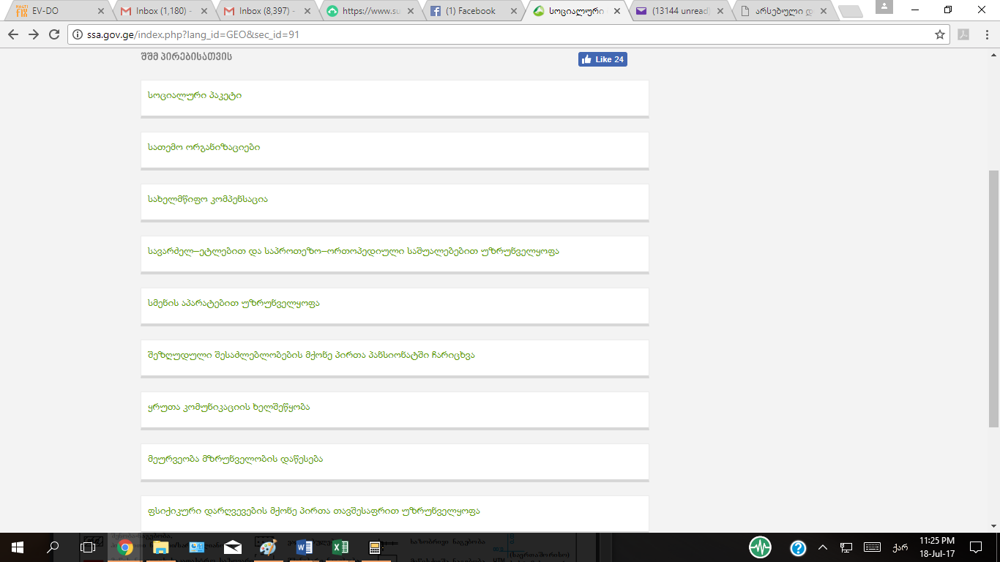 EV-DO
Inbox (1,180) -
Inbox (8,397) -
https://www.su
(1) Facebook
სოციალური
(13144 unread)
არსებული დ
ssa.gov.ge/index.php?lang_id=GEO&sec_id=91
შშმ პირებისათვის
Like 24
სოციალური პაკეტი
სათემო ორგანიზაციები
სახელმწიფო კომპენსაცია
სავარძელ–ეტლებით და საპროთეზო–ორთოპედიული საშუალებებით უზრუნველყოფა
სმენის აპარატებით უზრუნველყოფა
შეზღუდული შესაძლებლობების მქონე პირთა პანსიონატში ჩარიცხვა
ყრუთა კომუნიკაციის ხელშეწყობა
მეურვეობა მზრუნველობის დაწესება
ფსიქიკური დარღვევების მქონე პირთა თავშესაფრით უზრუნველყოფა
ქარ
11:25 PM
18-Jul-17